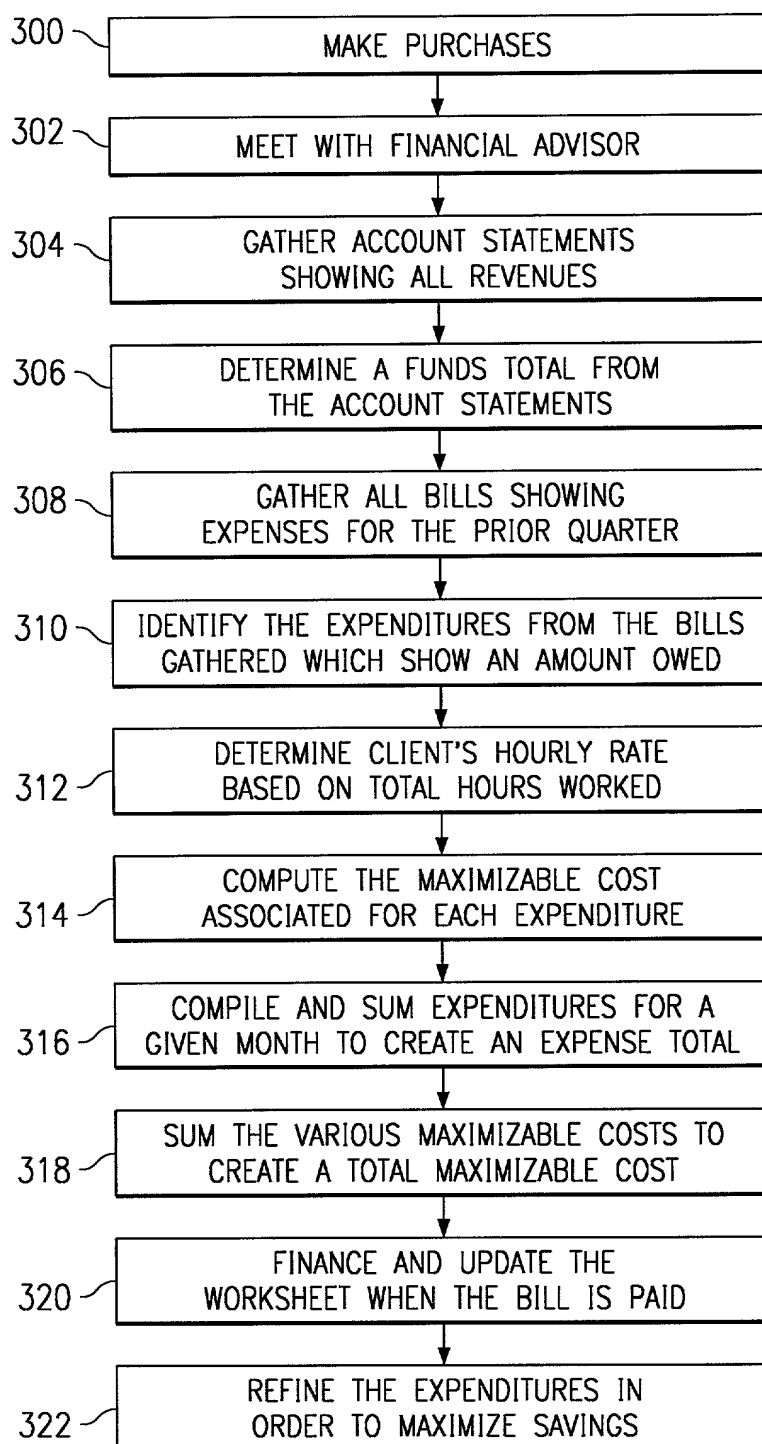 300
MAKE PURCHASES
302
MEET WITH FINANCIAL ADVISOR
304
GATHER ACCOUNT STATEMENTS
SHOWING ALL REVENUES
306
DETERMINE A FUNDS TOTAL FROM
THE ACCOUNT STATEMENTS
308
GATHER ALL BILLS SHOWING
EXPENSES FOR THE PRIOR QUARTER
310
IDENTIFY THE EXPENDITURES FROM THE BILLS
GATHERED WHICH SHOW AN AMOUNT OWED
312
DETERMINE CLIENT'S HOURLY RATE
BASED ON TOTAL HOURS WORKED
314
COMPUTE THE MAXIMIZABLE COST
ASSOCIATED FOR EACH EXPENDITURE
316
COMPILE AND SUM EXPENDITURES FOR A
GIVEN MONTH TO CREATE AN EXPENSE TOTAL
318
SUM THE VARIOUS MAXIMIZABLE COSTS TO
CREATE A TOTAL MAXIMIZABLE COST
320
FINANCE AND UPDATE THE
WORKSHEET WHEN THE BILL IS PAID
322
REFINE THE EXPENDITURES IN
ORDER TO MAXIMIZE SAVINGS